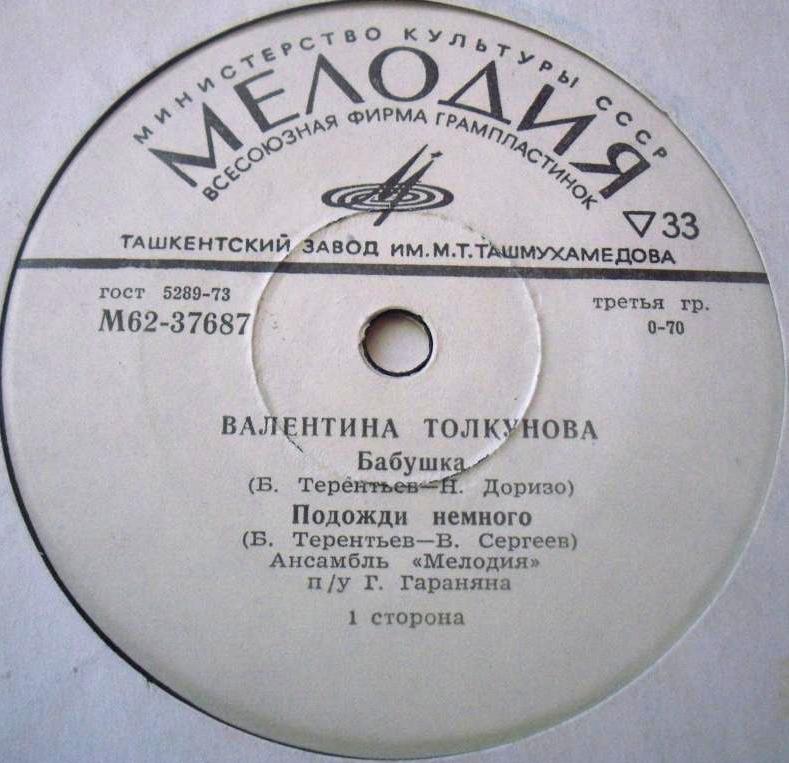 МИНИСТЕРСТВО КУЛЬТУРЫ СССР
МЕЛОДИЯ
ВСЕСОЮЗНАЯ ФИРМА ГРАМПЛАСТИНОК
▽33
ТАШКЕНТСКИЙ ЗАВОД ИМ. М.Т. ТАШМУХАМЕДОВА
гост 5289-73
третья гр.
М62-37687
0-70
ВАЛЕНТИНА ТОЛКУНОВА
Бабушка
(Б. Терентьев—Н. Доризо)
Подожди немного
(Б. Терентьев—В. Сергеев)
Ансамбль «Мелодия»
п/у Г. Гараняна
1 сторона